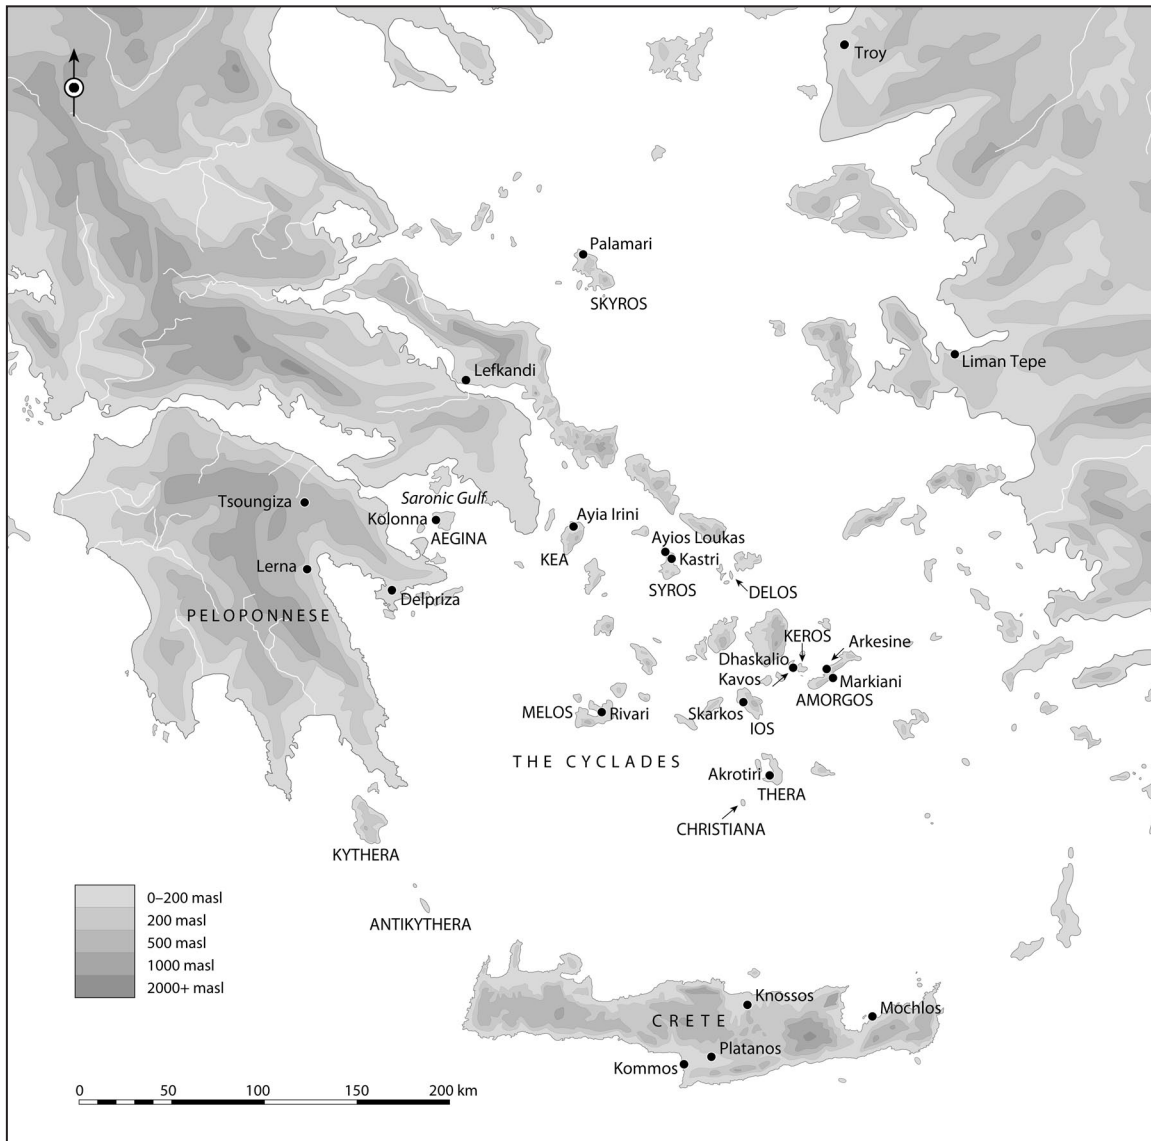 Troy
Palamari
SKYROS
Liman Tepe
Lefkandi
Saronic Gulf
Tsoungiza
Kolonna
AEGINA
Ayia Irini
KEA
Ayios Loukas
Kastri
SYROS
DELOS
Lerna
Delpriza
PELOPONNESE
KEROS
Arkesine
Dhaskalio
Kavos
Markiani
AMORGOS
MELOS
Rivari
Skarkos
IOS
THE CYCLADES
Akrotiri
THERA
CHRISTIANA
KYTHERA
ANTIKYTHERA
0–200 masl
200 masl
500 masl
1000 masl
2000+ masl
Knossos
Mochlos
CRETE
Platanos
Kommos
0 50 100 150 200 km